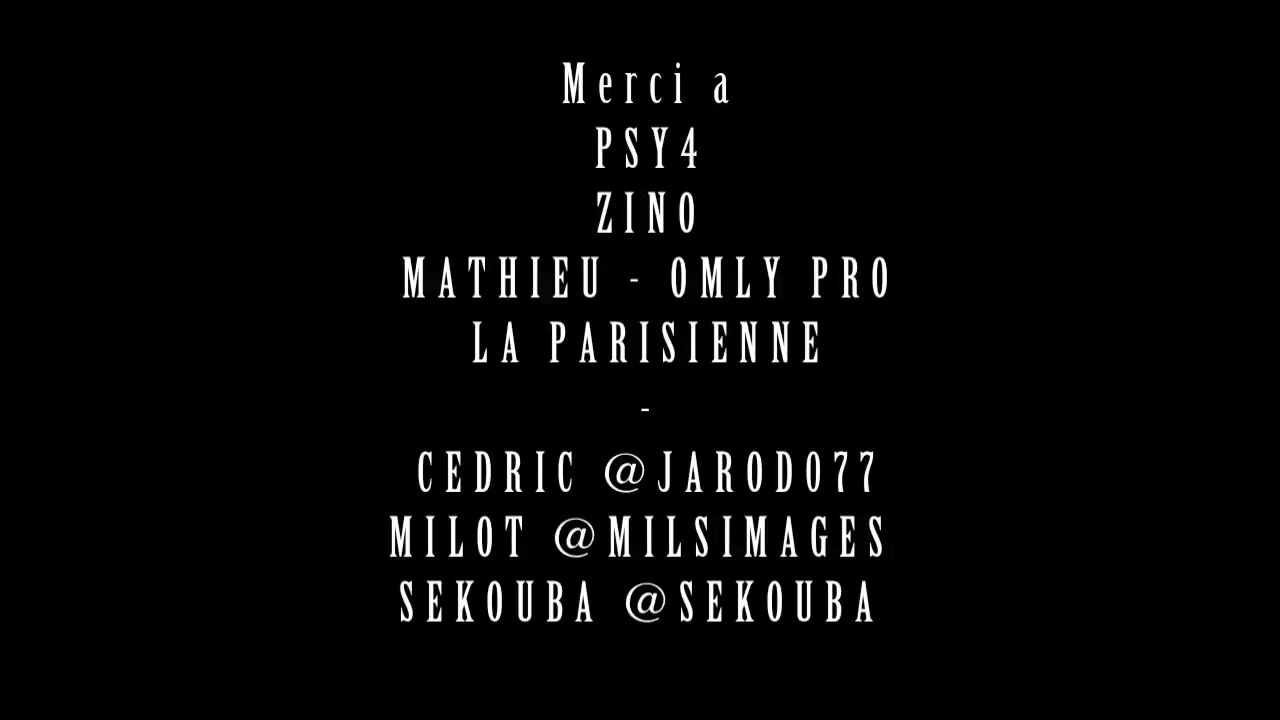 Merci a
PSY4
ZINO
MATHIEU - OMLY PRO
LA PARISIENNE
-
CEDRIC @JAROD077
MILOT @MILSIMAGES
SEKOUBA @SEKOUBA